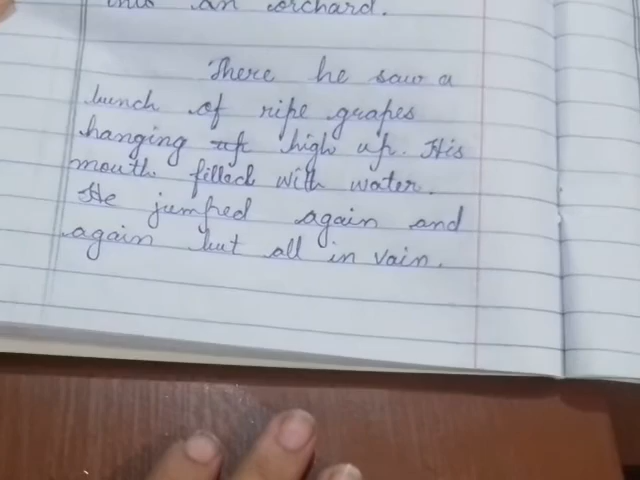 into an orchard.
There he saw a
bunch of ripe grapes
hanging up high up. His
mouth filled with water.
He jumped again and
again but all in vain.